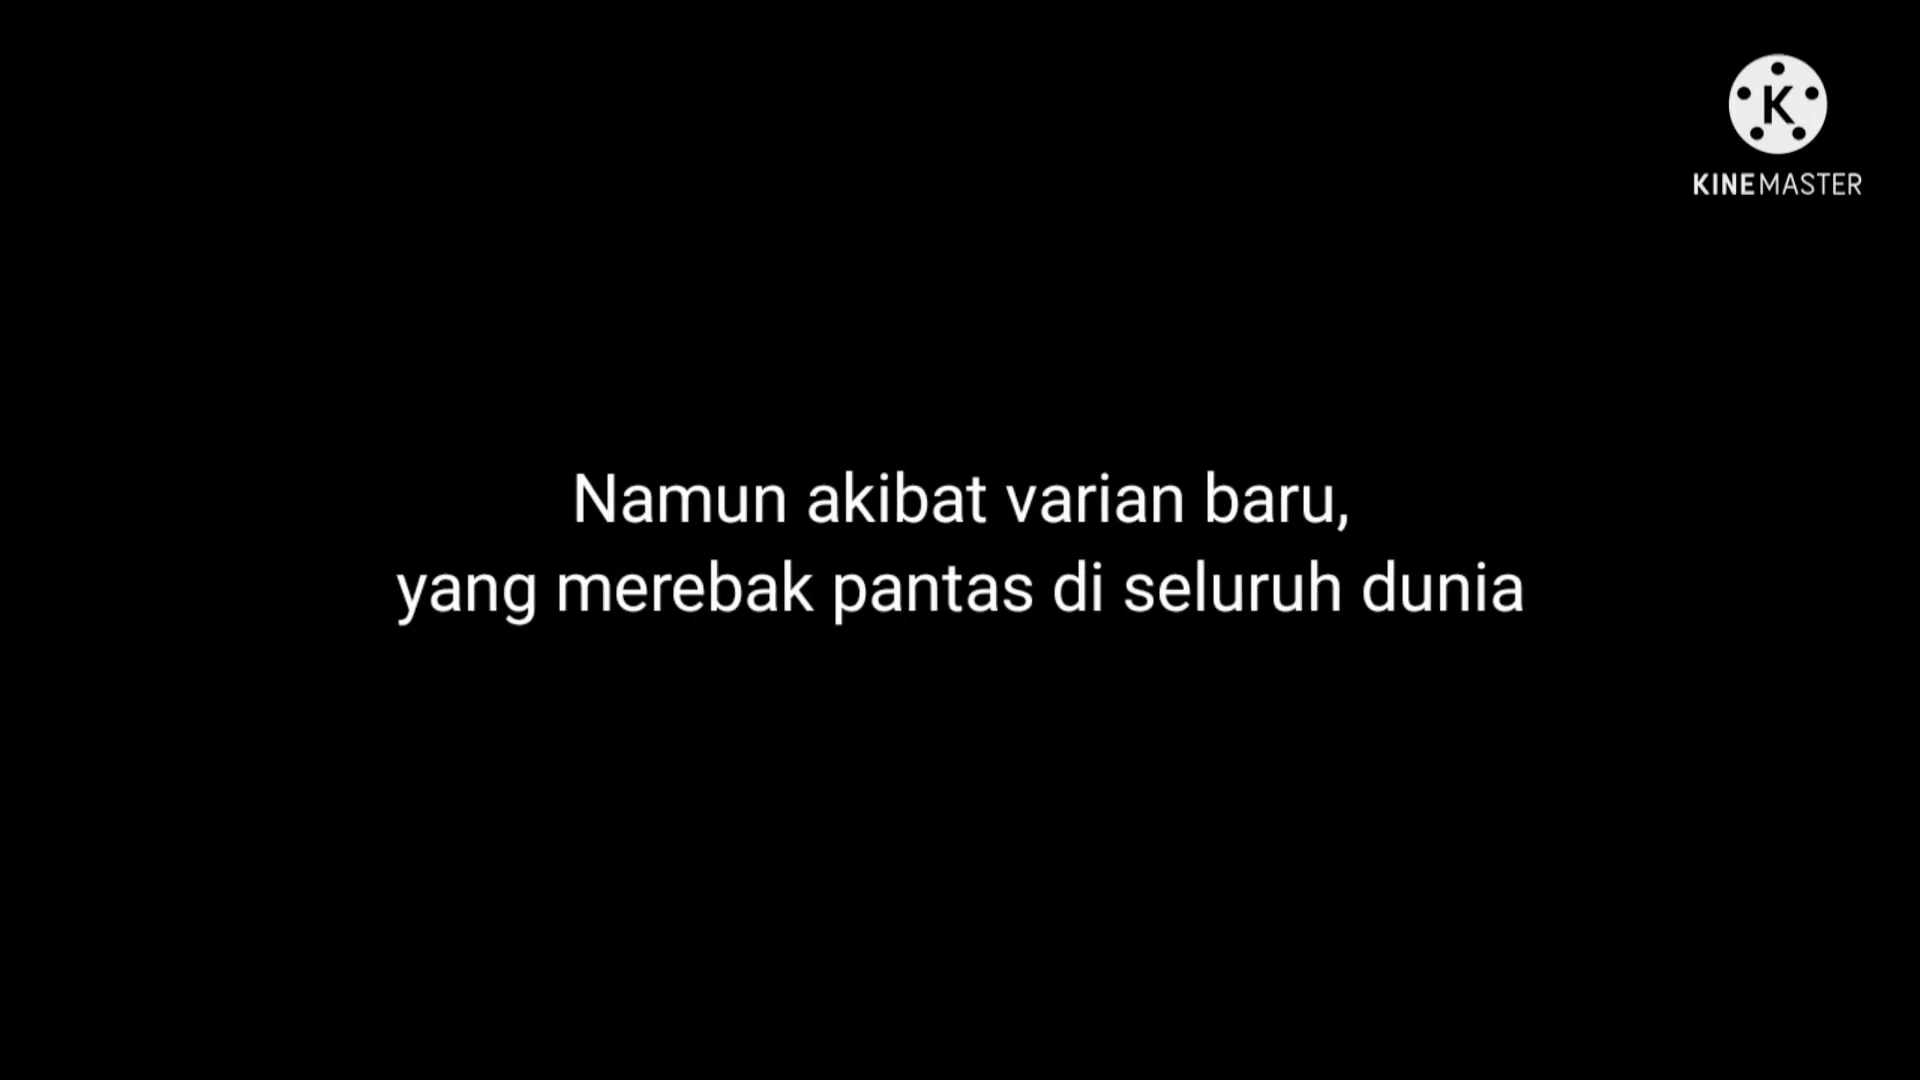 K
KINEMASTER
Namun akibat varian baru,
yang merebak pantas di seluruh dunia